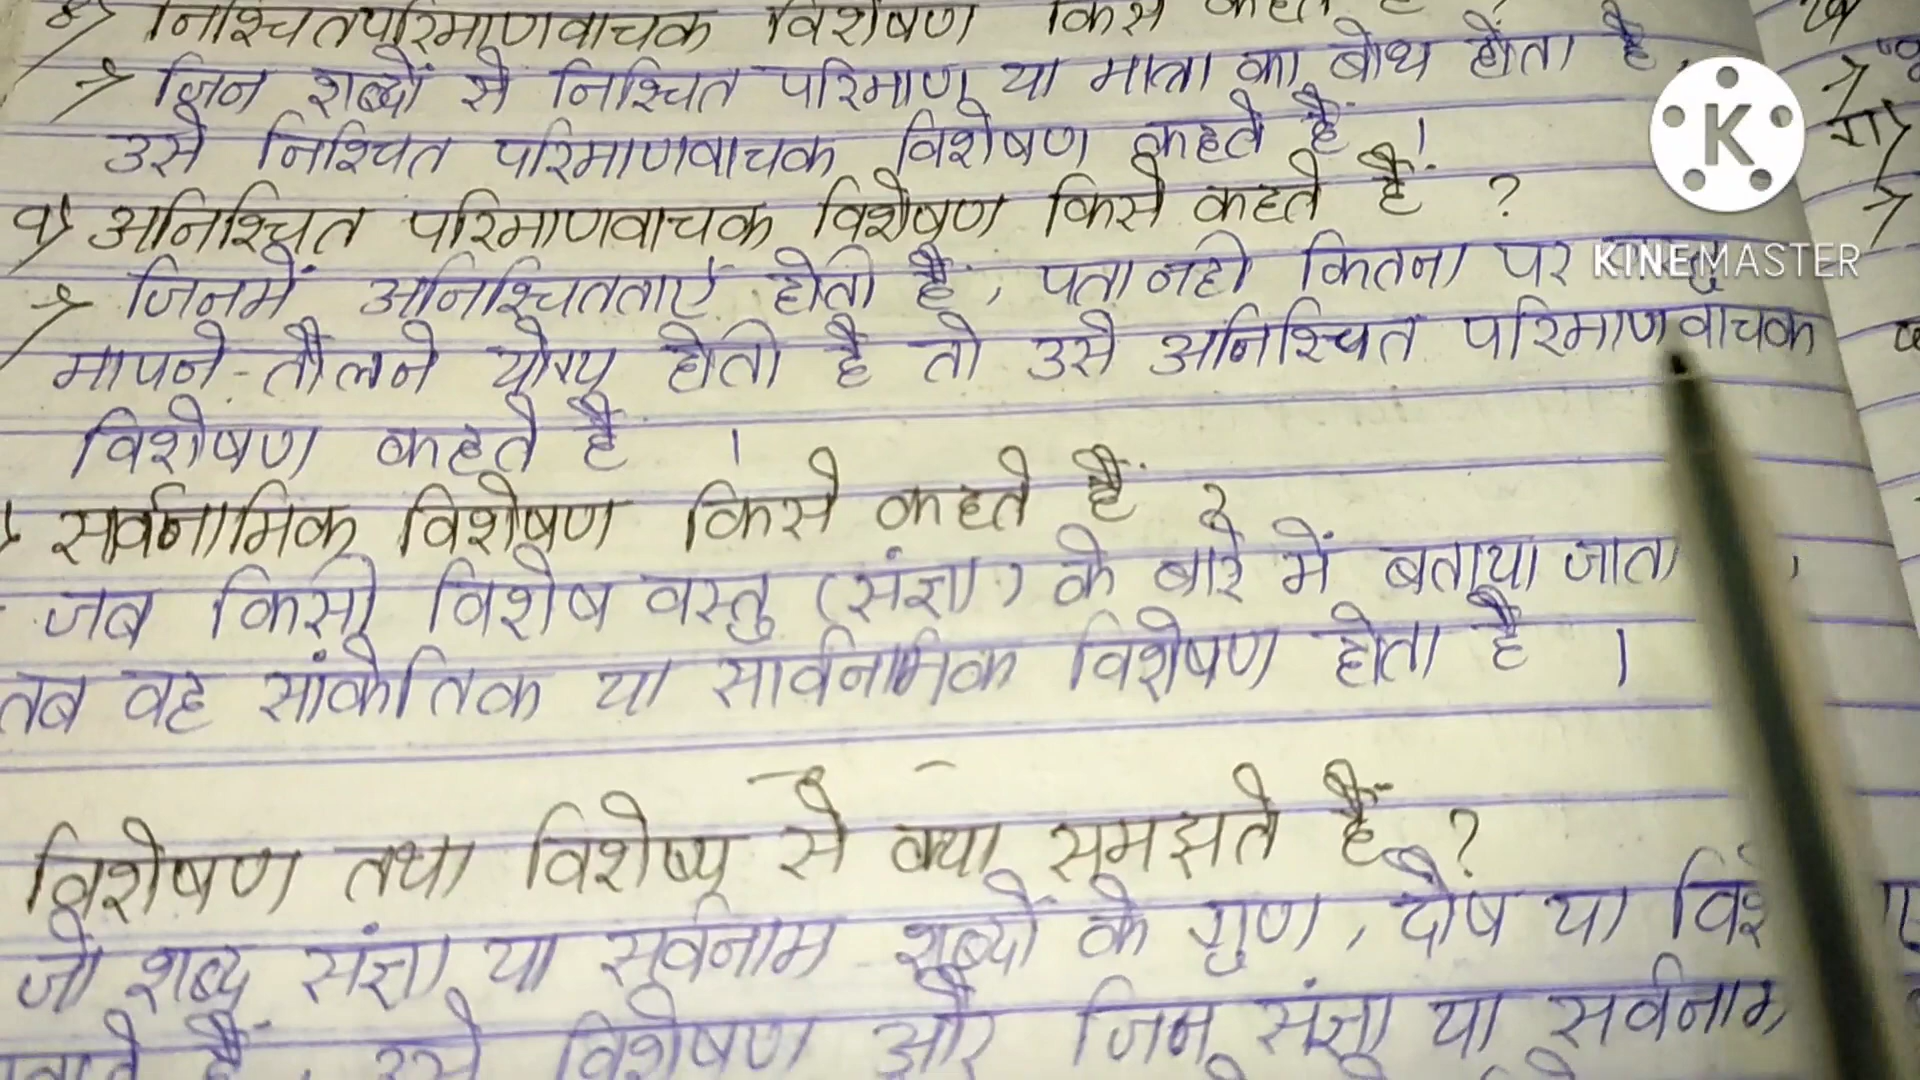 निश्चितपरिमाणवाचक विशेषण किसे कहते है ?
→ जिन शब्दों से निश्चित परिमाण या मात्रा का बोध होता है,
उसे निश्चित परिमाणवाचक विशेषण कहते हैं ।
अनिश्चित परिमाणवाचक विशेषण किसे कहते हैं ?
→ जिनमें अनिश्चितताएँ होती है, पता नही कितना पर
मापने-तौलने योग्य होती है तो उसे अनिश्चित परिमाणवाचक
विशेषण कहते है ।
सार्वनामिक विशेषण किसे कहते हैं ?
जब किसी विशेष वस्तु (संज्ञा) के बारे में बताया जाता
तब वह सांकेतिक या सार्वनामिक विशेषण होता है ।
विशेषण तथा विशेष्य से क्या समझते हैं ?
जो शब्द संज्ञा या सर्वनाम शब्दों के गुण, दोष या
हैं, उसे विशेषण और जिन संज्ञा या सर्वनाम
K
KINEMASTER